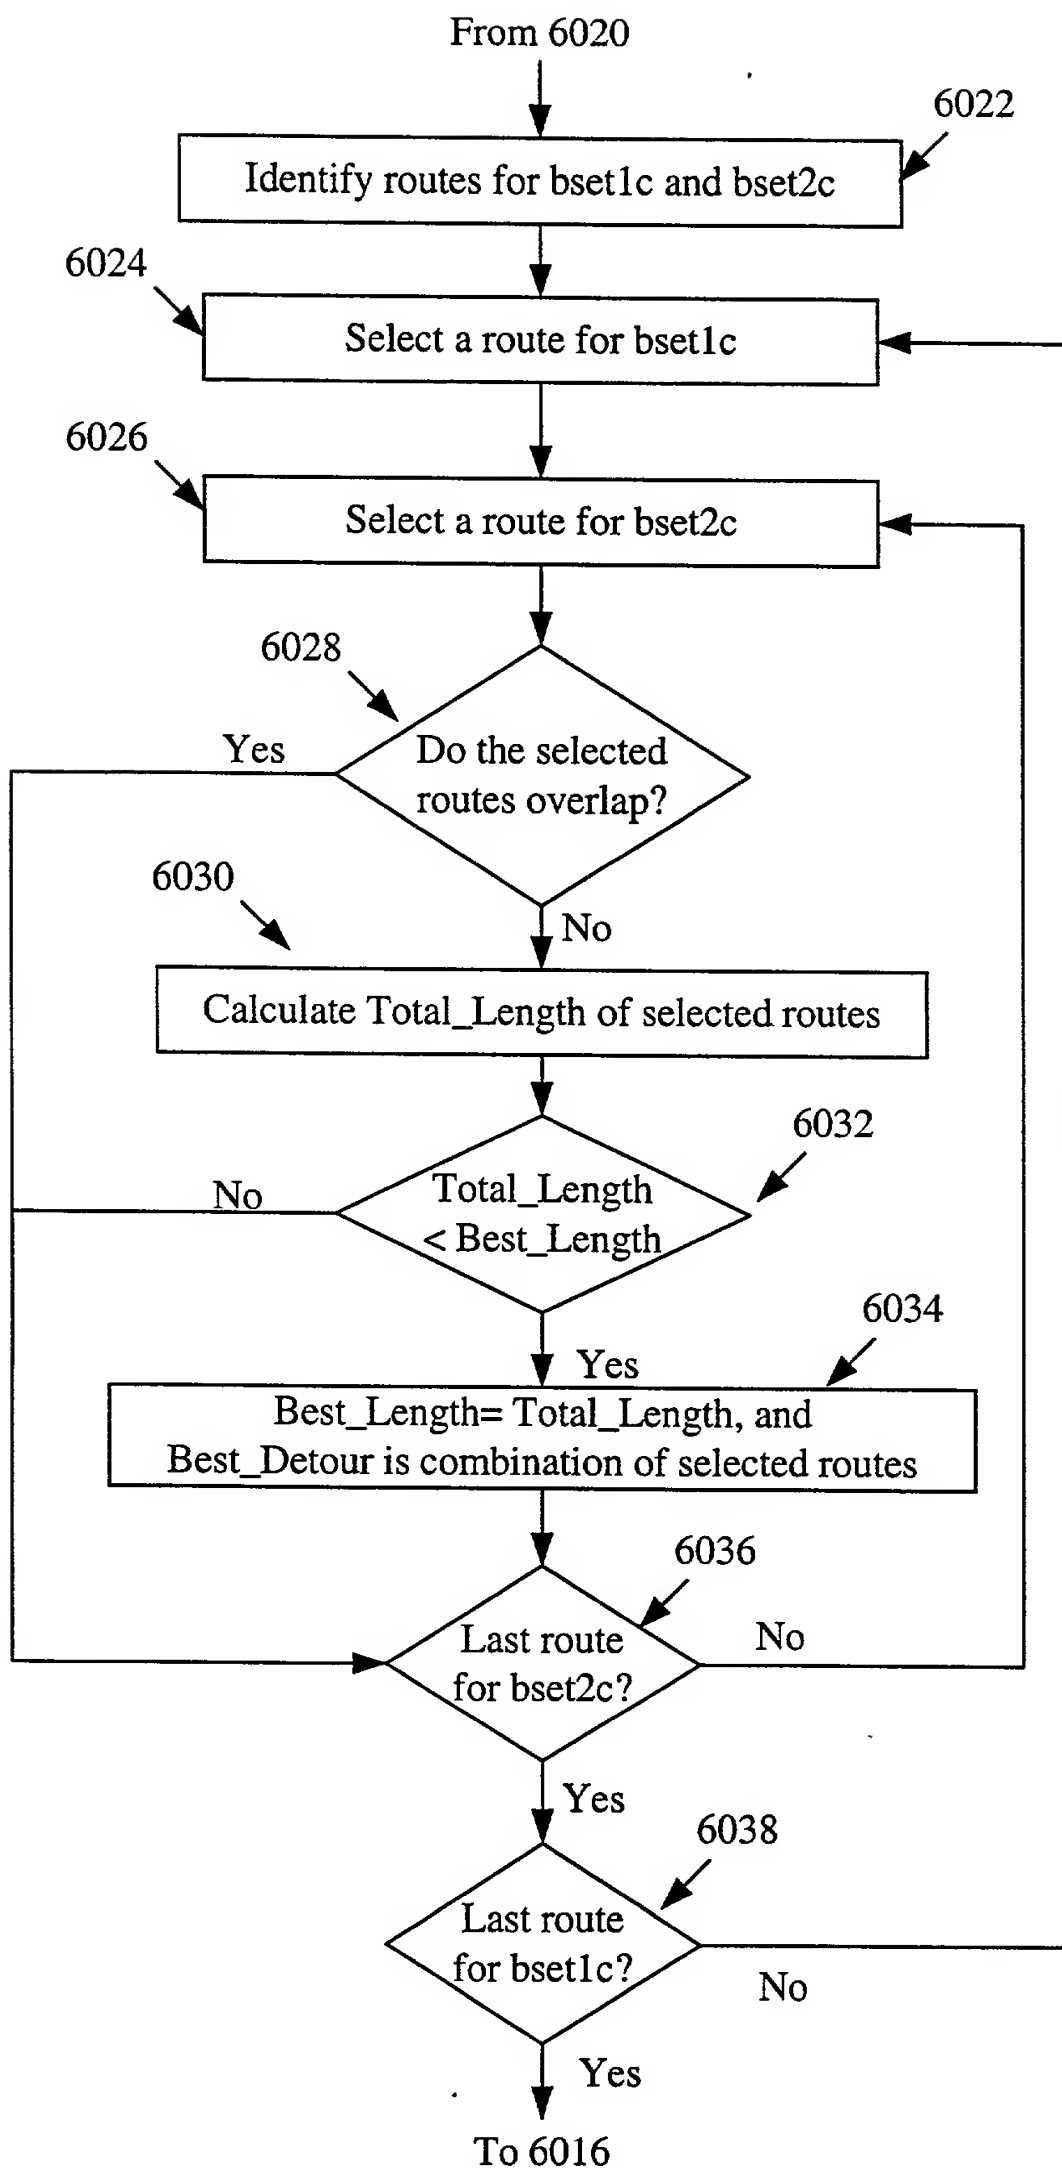 From 6020
6022
Identify routes for bset1c and bset2c
6024
Select a route for bset1c
6026
Select a route for bset2c
6028
Yes
Do the selected
routes overlap?
6030
No
Calculate Total_Length of selected routes
6032
No
Total_Length
< Best_Length
6034
Yes
Best_Length= Total_Length, and
Best_Detour is combination of selected routes
6036
Last route
for bset2c?
No
Yes
6038
Last route
for bset1c?
No
Yes
To 6016